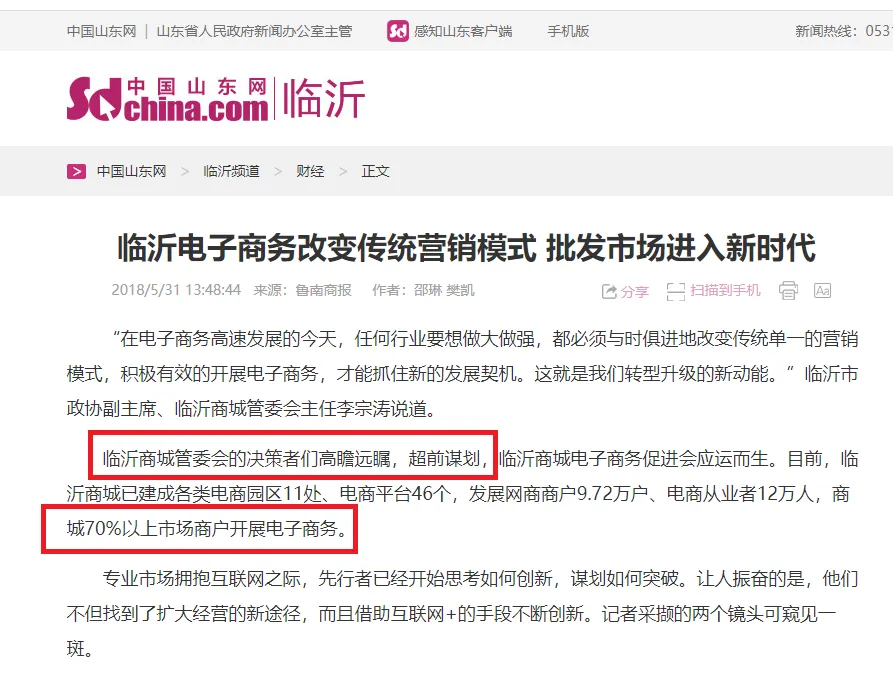 中国山东网 | 山东省人民政府新闻办公室主管 Sd 感知山东客户端 手机版 新闻热线：053
Sdchina.com 中国山东网 | 临沂
> 中国山东网 > 临沂频道 > 财经 > 正文
临沂电子商务改变传统营销模式 批发市场进入新时代
2018/5/31 13:48:44 来源：鲁南商报 作者：邵琳 樊凯 分享 扫描到手机 Aa
“在电子商务高速发展的今天，任何行业要想做大做强，都必须与时俱进地改变传统单一的营销
模式，积极有效的开展电子商务，才能抓住新的发展契机。这就是我们转型升级的新动能。”临沂市
政协副主席、临沂商城管委会主任李宗涛说道。
临沂商城管委会的决策者们高瞻远瞩，超前谋划，临沂商城电子商务促进会应运而生。目前，临
沂商城已建成各类电商园区11处、电商平台46个，发展网商商户9.72万户、电商从业者12万人，商
城70%以上市场商户开展电子商务。
专业市场拥抱互联网之际，先行者已经开始思考如何创新，谋划如何突破。让人振奋的是，他们
不但找到了扩大经营的新途径，而且借助互联网+的手段不断创新。记者采撷的两个镜头可窥见一
斑。